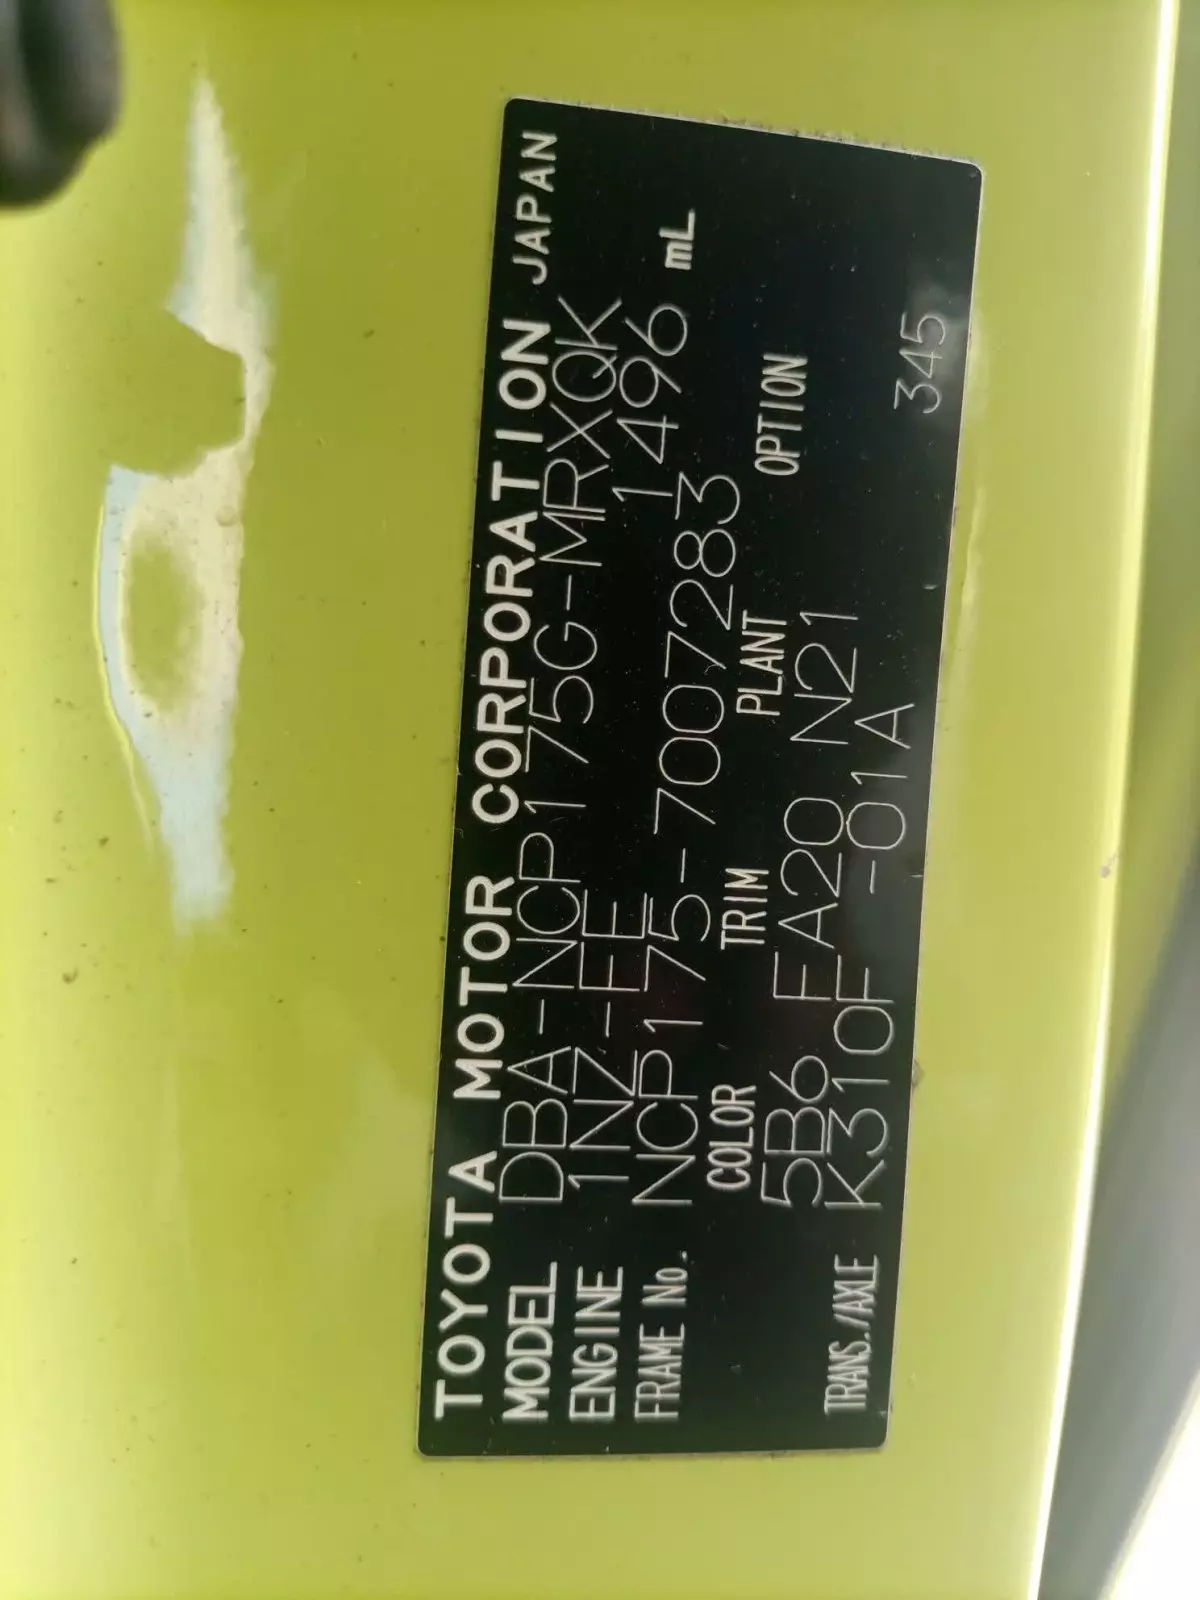 TOYOTA MOTOR CORPORATION JAPAN
MODEL DBA-NCP175G-MRXQK
ENGINE 1NZ-FE 1496 mL
FRAME No. NCP175-7007283
COLOR TRIM PLANT OPTION
5B6 FA20 N21
TRANS./AXLE K310F -01A 345